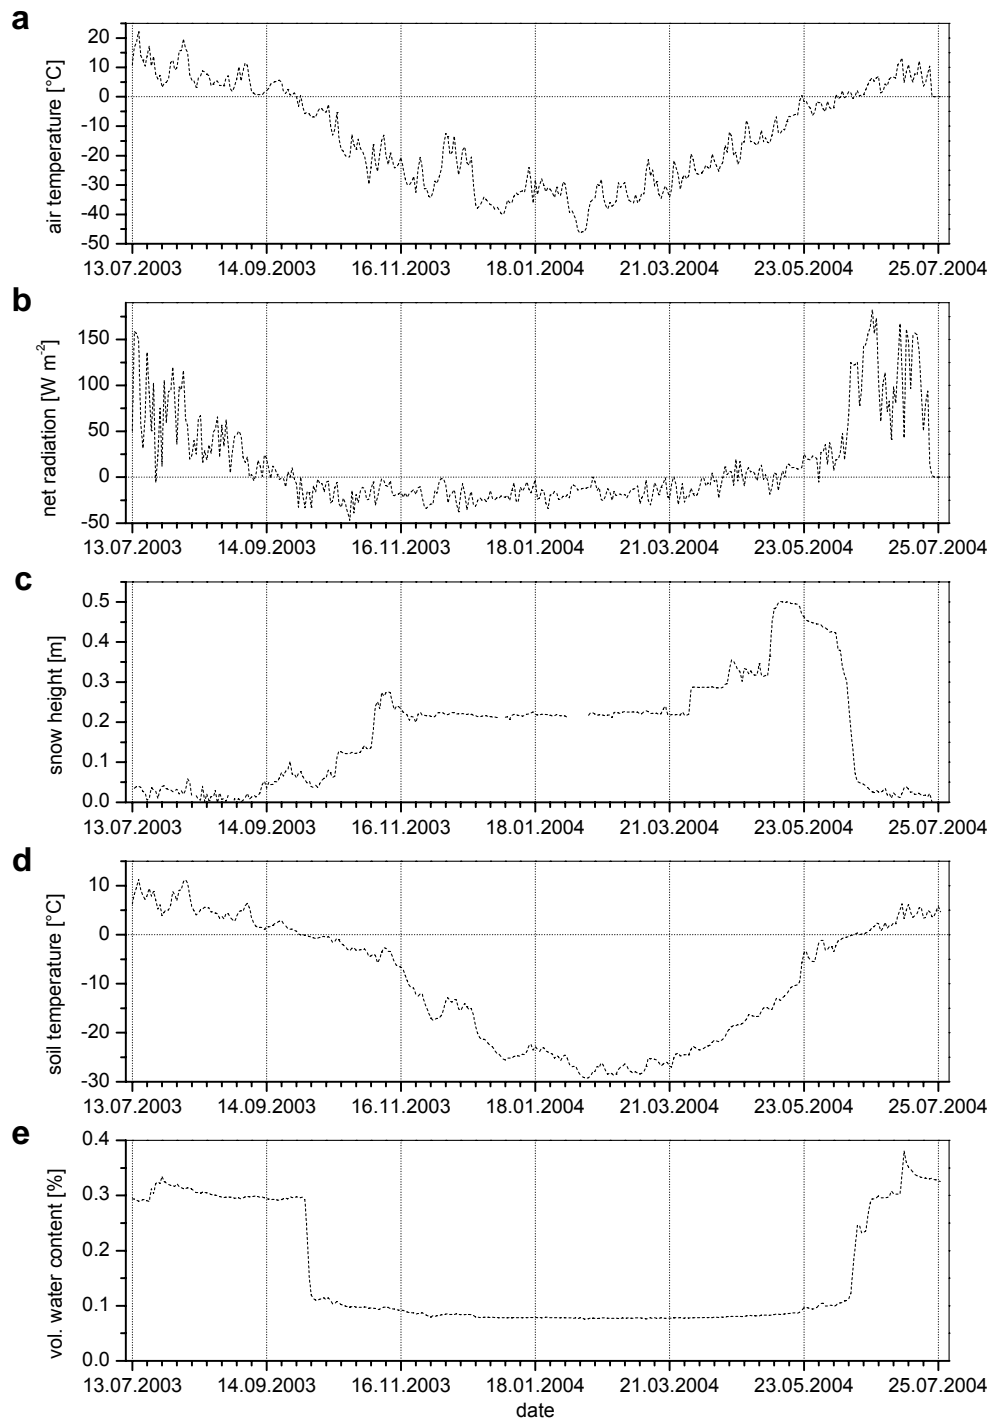 a
air temperature [°C]
20
10
0
-10
-20
-30
-40
-50
13.07.2003 14.09.2003 16.11.2003 18.01.2004 21.03.2004 23.05.2004 25.07.2004
b
net radiation [W m⁻²]
150
100
50
0
-50
13.07.2003 14.09.2003 16.11.2003 18.01.2004 21.03.2004 23.05.2004 25.07.2004
c
snow height [m]
0.5
0.4
0.3
0.2
0.1
0.0
13.07.2003 14.09.2003 16.11.2003 18.01.2004 21.03.2004 23.05.2004 25.07.2004
d
soil temperature [°C]
10
0
-10
-20
-30
13.07.2003 14.09.2003 16.11.2003 18.01.2004 21.03.2004 23.05.2004 25.07.2004
e
vol. water content [%]
0.4
0.3
0.2
0.1
0.0
13.07.2003 14.09.2003 16.11.2003 18.01.2004 21.03.2004 23.05.2004 25.07.2004
date